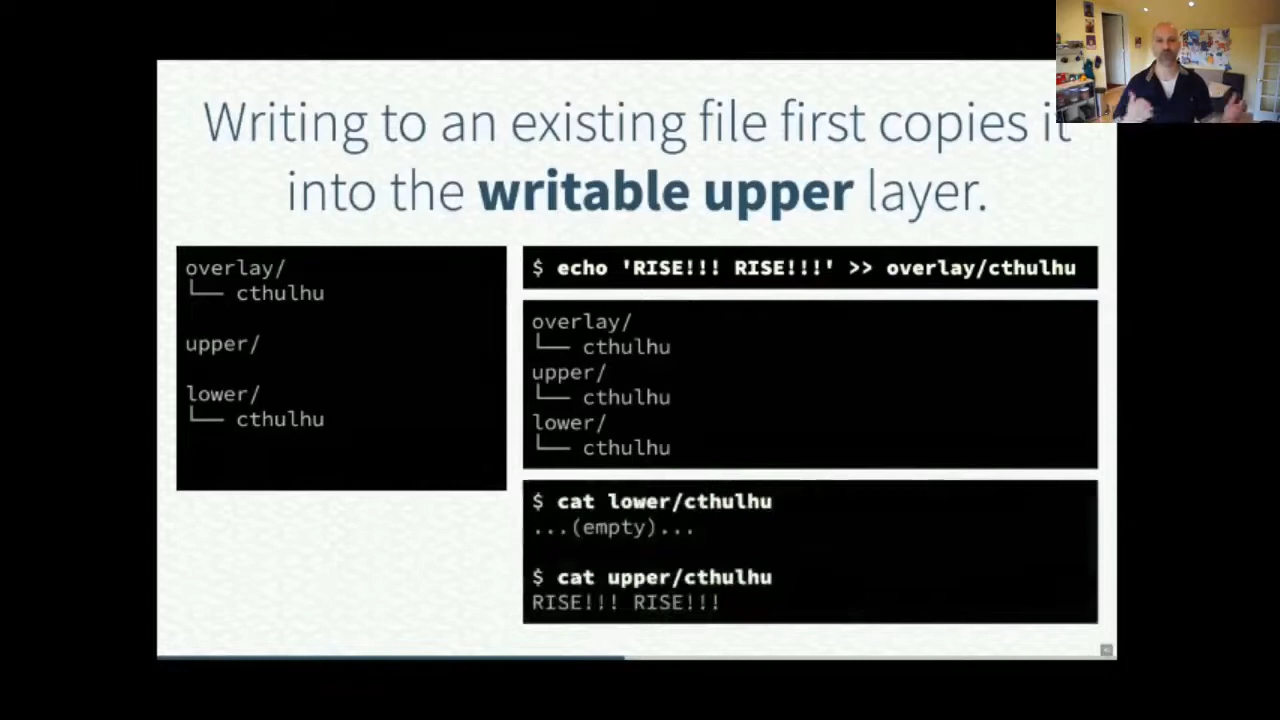 Writing to an existing file first copies it
into the writable upper layer.
overlay/
└── cthulhu
upper/
lower/
└── cthulhu
$ echo 'RISE!!! RISE!!!' >> overlay/cthulhu
overlay/
└── cthulhu
upper/
└── cthulhu
lower/
└── cthulhu
$ cat lower/cthulhu
...(empty)...
$ cat upper/cthulhu
RISE!!! RISE!!!